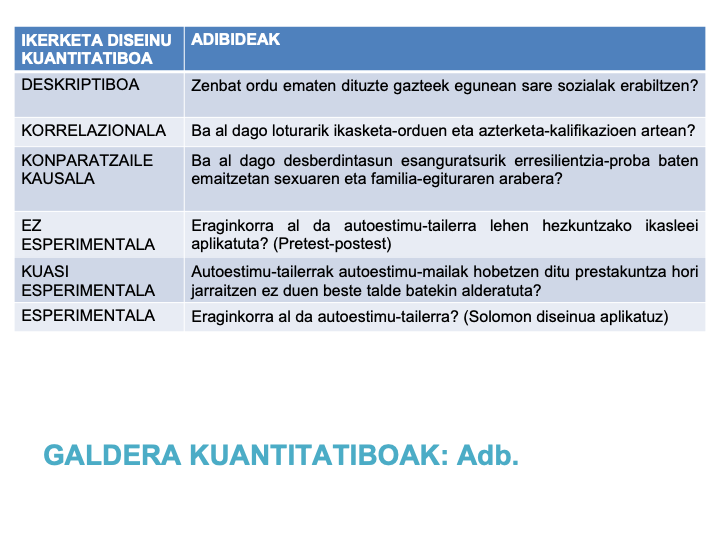 IKERKETA DISEINU
KUANTITATIBOA
ADIBIDEAK
DESKRIPTIBOA
Zenbat ordu ematen dituzte gazteek egunean sare sozialak erabiltzen?
KORRELAZIONALA
Ba al dago loturarik ikasketa-orduen eta azterketa-kalifikazioen artean?
KONPARATZAILE
KAUSALA
Ba al dago desberdintasun esanguratsurik erresilientzia-proba baten
emaitzetan sexuaren eta familia-egituraren arabera?
EZ
ESPERIMENTALA
Eraginkorra al da autoestimu-tailerra lehen hezkuntzako ikasleei
aplikatuta? (Pretest-postest)
KUASI
ESPERIMENTALA
Autoestimu-tailerrak autoestimu-mailak hobetzen ditu prestakuntza hori
jarraitzen ez duen beste talde batekin alderatuta?
ESPERIMENTALA
Eraginkorra al da autoestimu-tailerra? (Solomon diseinua aplikatuz)
GALDERA KUANTITATIBOAK: Adb.